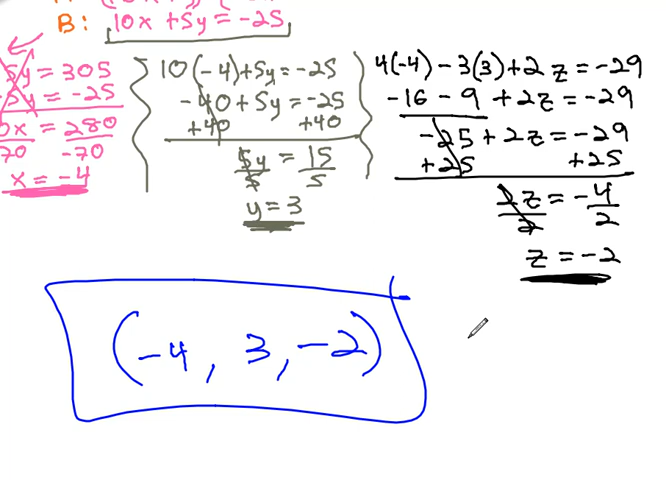 B: 10x + 5y = -25
5y = 305
5y = -25
0x = 280
70 -70
x = -4
10(-4) + 5y = -25
-40 + 5y = -25
+40 +40
5y = 15
5 5
y = 3
4(-4) - 3(3) + 2z = -29
-16 - 9 + 2z = -29
-25 + 2z = -29
+25 +25
2z = -4
2 2
z = -2
(-4, 3, -2)